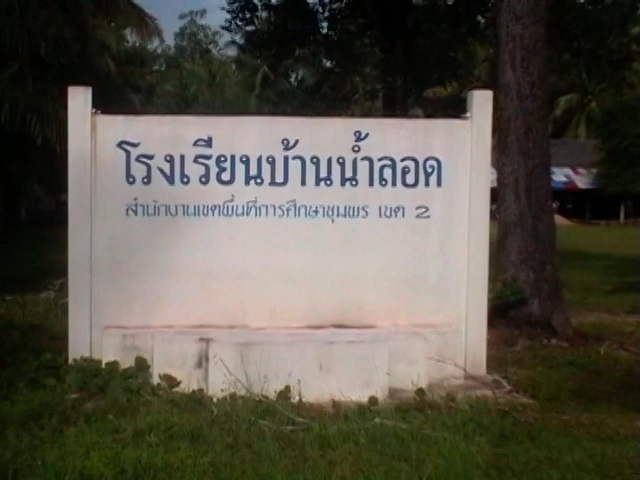 โรงเรียนบ้านน้ำลอด
สำนักงานเขตพื้นที่การศึกษาชุมพร เขต 2